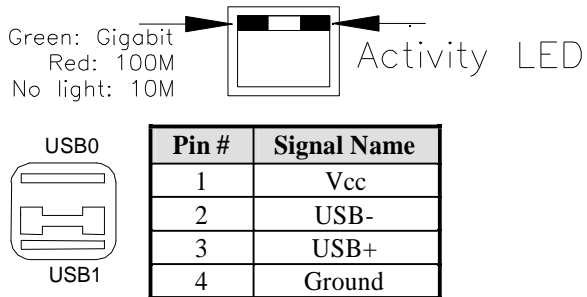 Green: Gigabit
Red: 100M
No light: 10M
Activity LED
USB0
USB1
Pin # Signal Name
1 Vcc
2 USB-
3 USB+
4 Ground